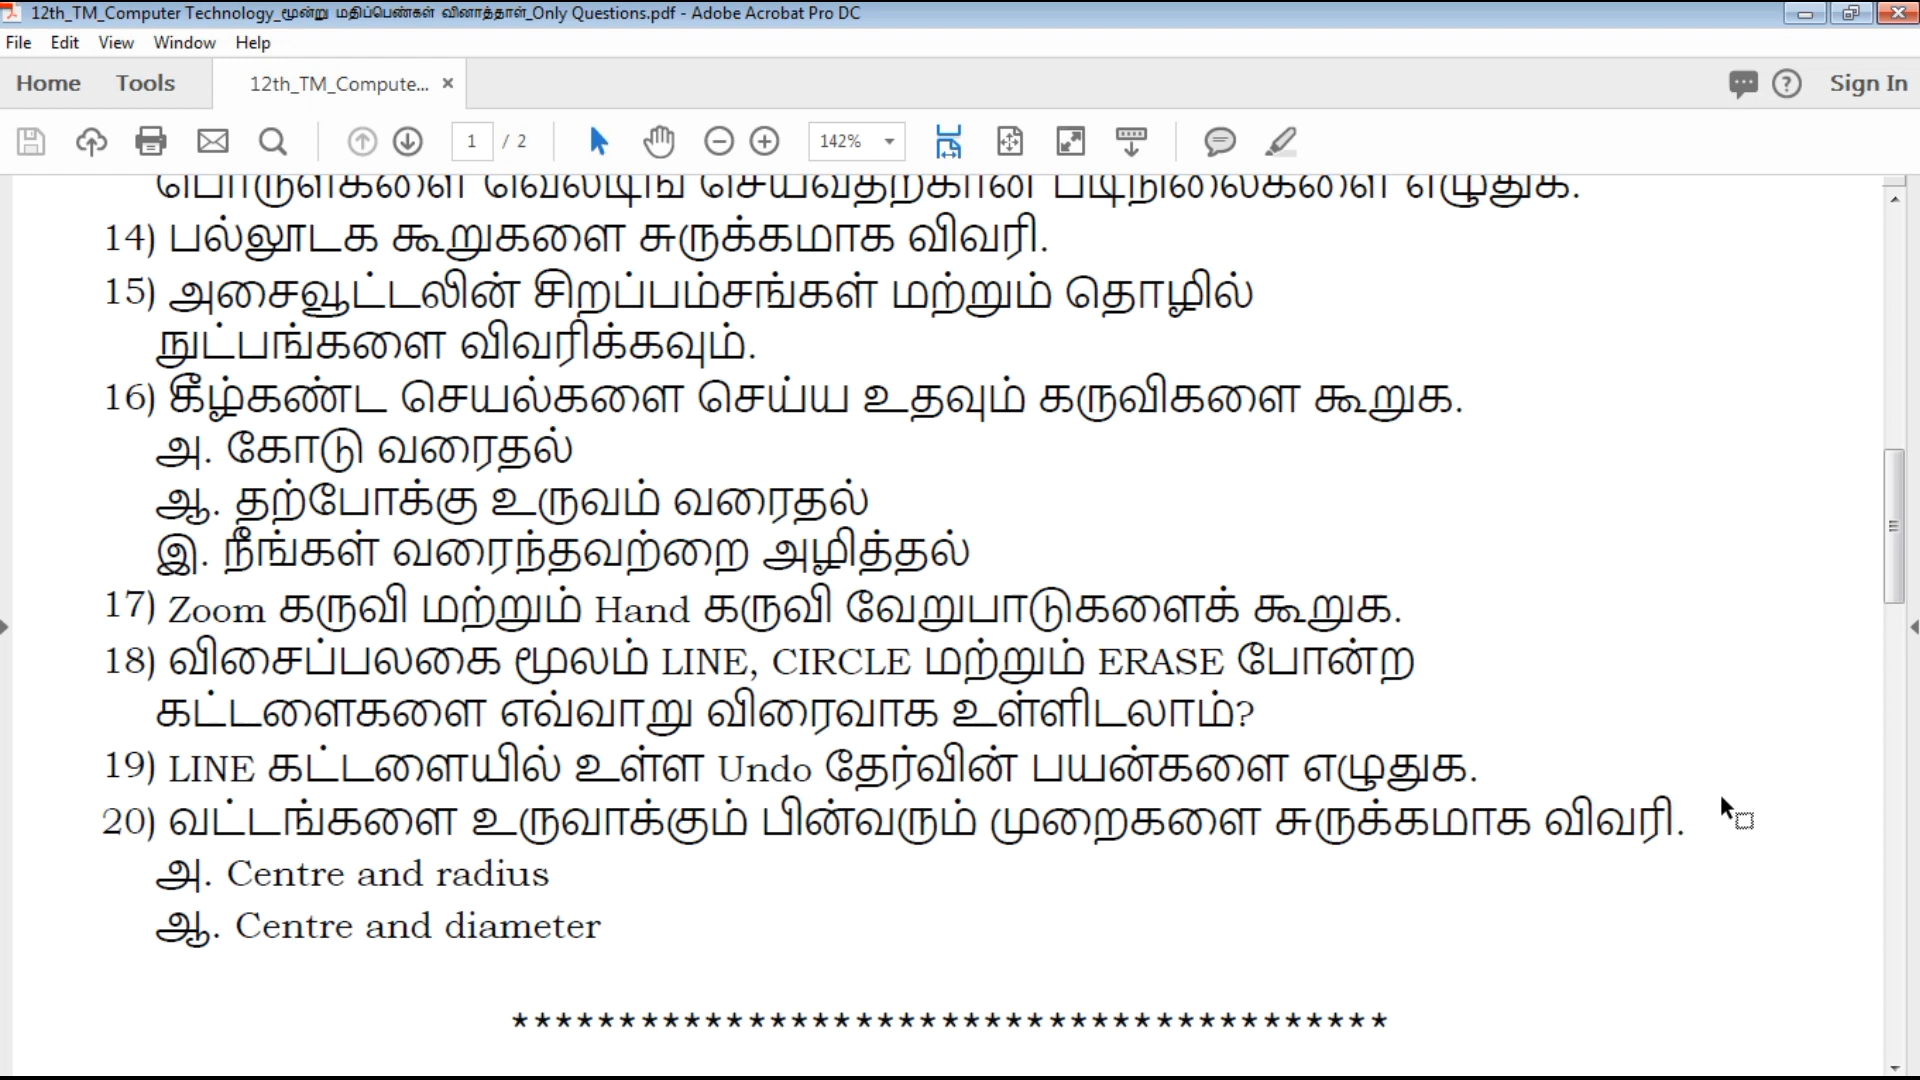 12th_TM_Computer Technology_மூன்று மதிப்பெண்கள் வினாத்தாள்_Only Questions.pdf - Adobe Acrobat Pro DC
File Edit View Window Help
Home Tools 12th_TM_Compute... × Sign In
1 / 2 142%
பொருள்களை வெல்டிங் செய்வதற்கான படிநிலைகளை எழுதுக.
14) பல்லூடக கூறுகளை சுருக்கமாக விவரி.
15) அசைவூட்டலின் சிறப்பம்சங்கள் மற்றும் தொழில்
நுட்பங்களை விவரிக்கவும்.
16) கீழ்கண்ட செயல்களை செய்ய உதவும் கருவிகளை கூறுக.
அ. கோடு வரைதல்
ஆ. தற்போக்கு உருவம் வரைதல்
இ. நீங்கள் வரைந்தவற்றை அழித்தல்
17) Zoom கருவி மற்றும் Hand கருவி வேறுபாடுகளைக் கூறுக.
18) விசைப்பலகை மூலம் LINE, CIRCLE மற்றும் ERASE போன்ற
கட்டளைகளை எவ்வாறு விரைவாக உள்ளிடலாம்?
19) LINE கட்டளையில் உள்ள Undo தேர்வின் பயன்களை எழுதுக.
20) வட்டங்களை உருவாக்கும் பின்வரும் முறைகளை சுருக்கமாக விவரி.
அ. Centre and radius
ஆ. Centre and diameter
*****************************************